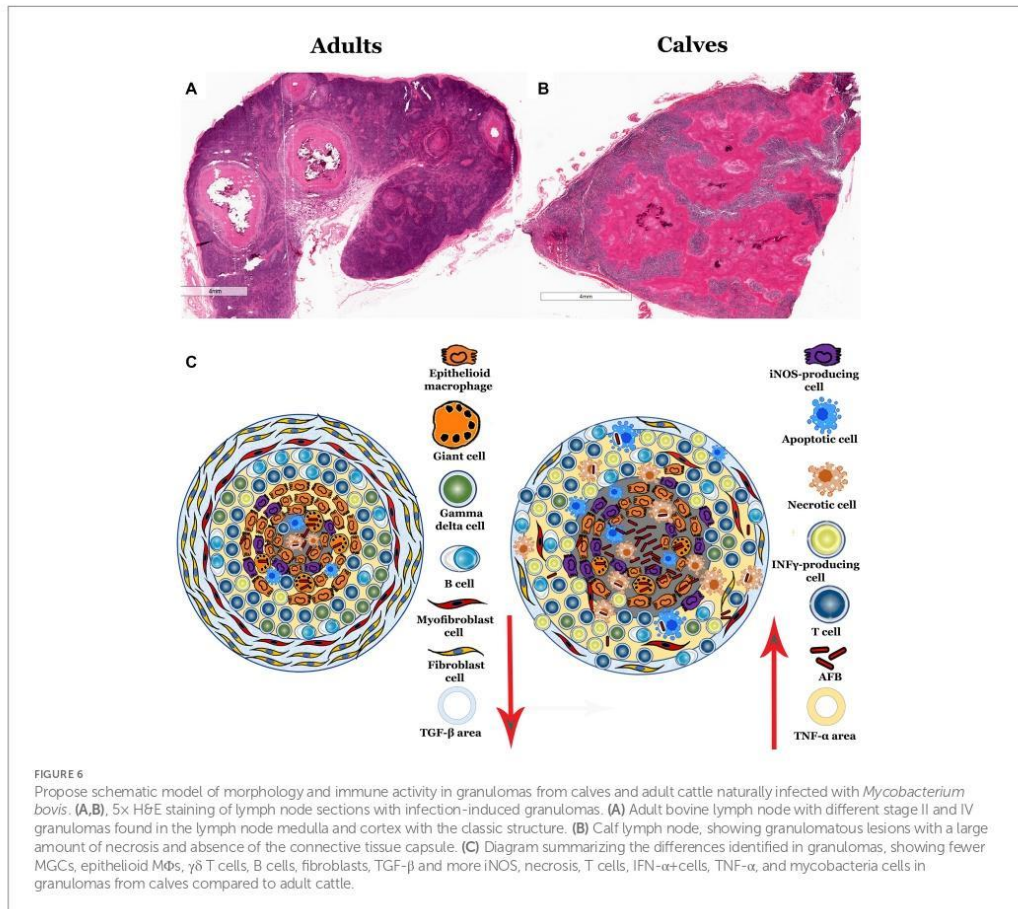 Adults
Calves
A
B
4mm
4mm
C
Epithelioid
macrophage
Giant cell
Gamma
delta cell
B cell
Myofibroblast
cell
Fibroblast
cell
TGF-β area
iNOS-producing
cell
Apoptotic cell
Necrotic cell
INFγ-producing
cell
T cell
AFB
TNF-α area
FIGURE 6
Propose schematic model of morphology and immune activity in granulomas from calves and adult cattle naturally infected with Mycobacterium
bovis. (A,B), 5× H&E staining of lymph node sections with infection-induced granulomas. (A) Adult bovine lymph node with different stage II and IV
granulomas found in the lymph node medulla and cortex with the classic structure. (B) Calf lymph node, showing granulomatous lesions with a large
amount of necrosis and absence of the connective tissue capsule. (C) Diagram summarizing the differences identified in granulomas, showing fewer
MGCs, epithelioid MΦs, γδ T cells, B cells, fibroblasts, TGF-β and more iNOS, necrosis, T cells, IFN-α+cells, TNF-α, and mycobacteria cells in
granulomas from calves compared to adult cattle.